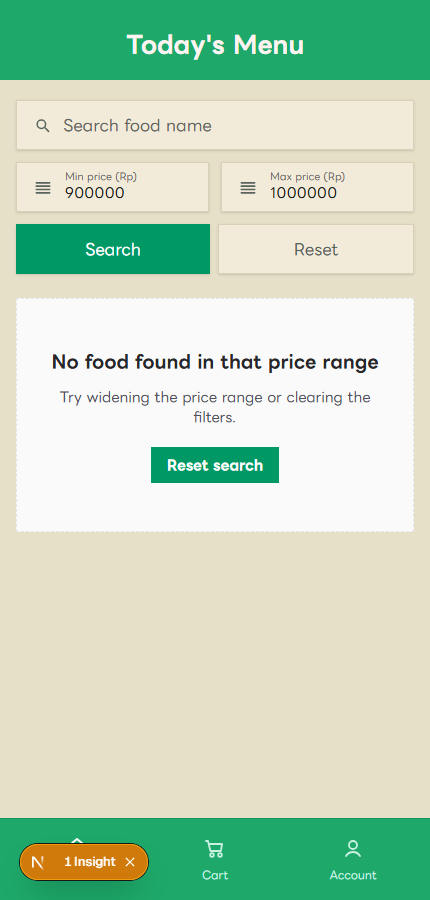 Today's Menu
Search food name
Min price (Rp)
900000
Max price (Rp)
1000000
Search
Reset
No food found in that price range
Try widening the price range or clearing the
filters.
Reset search
1 Insight
Cart
Account